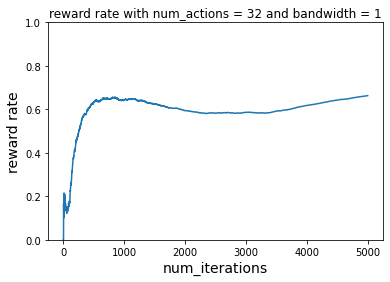 reward rate with num_actions = 32 and bandwidth = 1
1.0
0.8
0.6
0.4
0.2
0.0
reward rate
0 1000 2000 3000 4000 5000
num_iterations